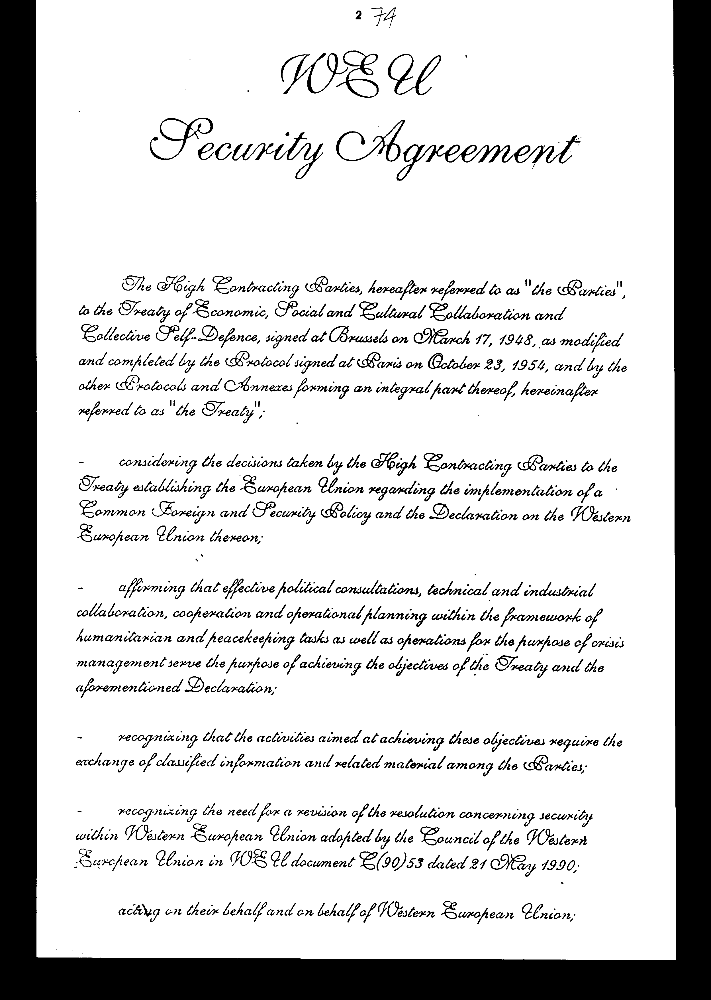 2 74
WEU
Security Agreement
The High Contracting Parties, hereafter referred to as "the Parties",
to the Treaty of Economic, Social and Cultural Collaboration and
Collective Self-Defence, signed at Brussels on March 17, 1948, as modified
and completed by the Protocol signed at Paris on October 23, 1954, and by the
other Protocols and Annexes forming an integral part thereof, hereinafter
referred to as "the Treaty";
- considering the decisions taken by the High Contracting Parties to the
Treaty establishing the European Union regarding the implementation of a
Common Foreign and Security Policy and the Declaration on the Western
European Union thereon;
- affirming that effective political consultations, technical and industrial
collaboration, cooperation and operational planning within the framework of
humanitarian and peacekeeping tasks as well as operations for the purpose of crisis
management serve the purpose of achieving the objectives of the Treaty and the
aforementioned Declaration;
- recognizing that the activities aimed at achieving these objectives require the
exchange of classified information and related material among the Parties;
- recognizing the need for a revision of the resolution concerning security
within Western European Union adopted by the Council of the Western
European Union in WEU document C(90)53 dated 21 May 1990;
acting on their behalf and on behalf of Western European Union;